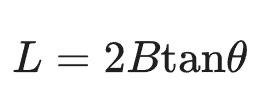 L = 2Btanθ